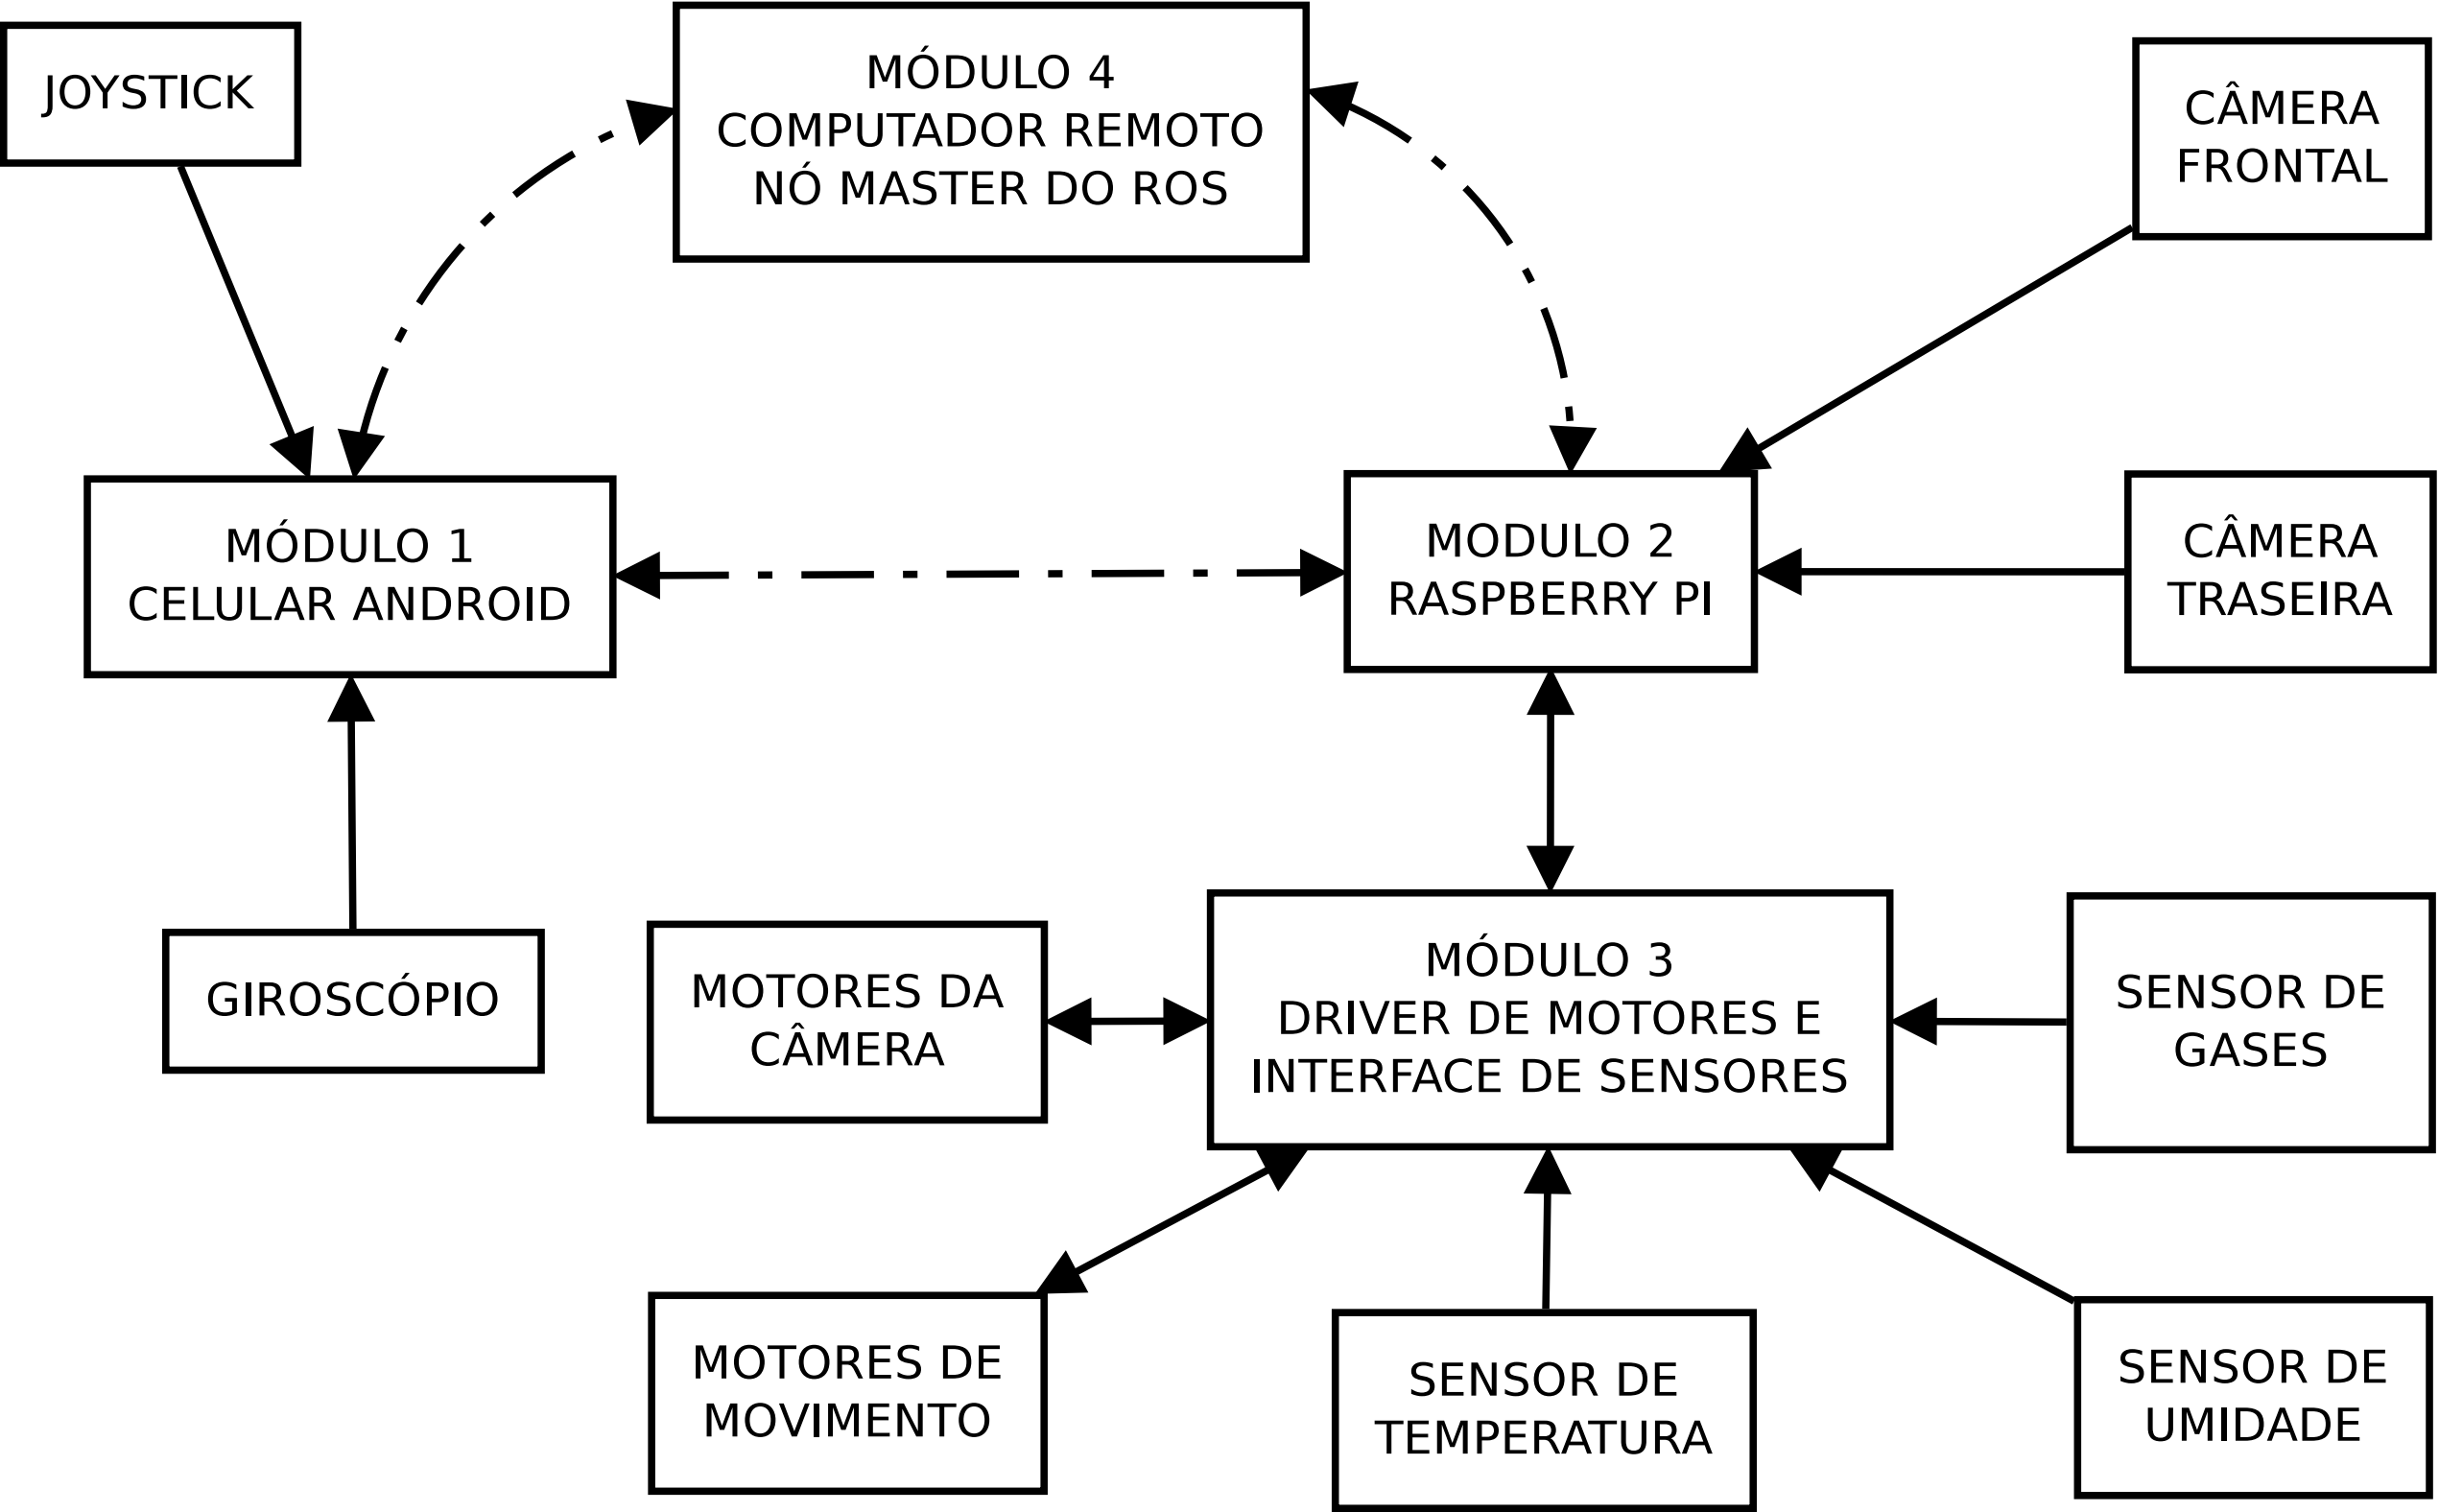 JOYSTICK
MÓDULO 4
COMPUTADOR REMOTO
NÓ MASTER DO ROS
CÂMERA
FRONTAL
MÓDULO 1
CELULAR ANDROID
MODULO 2
RASPBERRY PI
CÂMERA
TRASEIRA
GIROSCÓPIO
MOTORES DA
CÂMERA
MÓDULO 3
DRIVER DE MOTORES E
INTERFACE DE SENSORES
SENSOR DE
GASES
MOTORES DE
MOVIMENTO
SENSOR DE
TEMPERATURA
SENSOR DE
UMIDADE